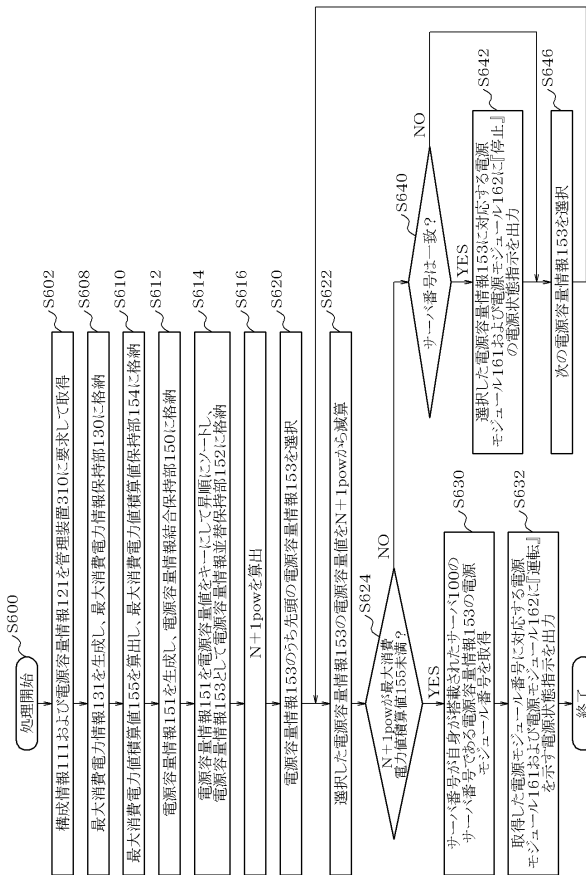 処理開始
S600
構成情報111および電源容量情報121を管理装置310に要求して取得
S602
最大消費電力情報131を生成し、最大消費電力情報保持部130に格納
S608
最大消費電力値積算値155を算出し、最大消費電力値積算値保持部154に格納
S610
電源容量情報151を生成し、電源容量情報結合保持部150に格納
S612
電源容量情報151を電源容量値をキーにして昇順にソートし、
電源容量情報153として電源容量情報並替保持部152に格納
S614
N+1powを算出
S616
電源容量情報153のうち先頭の電源容量情報153を選択
S620
選択した電源容量情報153の電源容量値をN+1powから減算
S622
N+1powが最大消費
電力値積算値155未満?
S624
NO
YES
サーバ番号が自身が搭載されたサーバ100の
サーバ番号である電源容量情報153の電源
モジュール番号を取得
S630
取得した電源モジュール番号に対応する電源
モジュール161および電源モジュール162に『運転』
を示す電源状態指示を出力
S632
終了
サーバ番号は一致?
S640
NO
YES
選択した電源容量情報153に対応する電源
モジュール161および電源モジュール162に『停止』
の電源状態指示を出力
S642
次の電源容量情報153を選択
S646